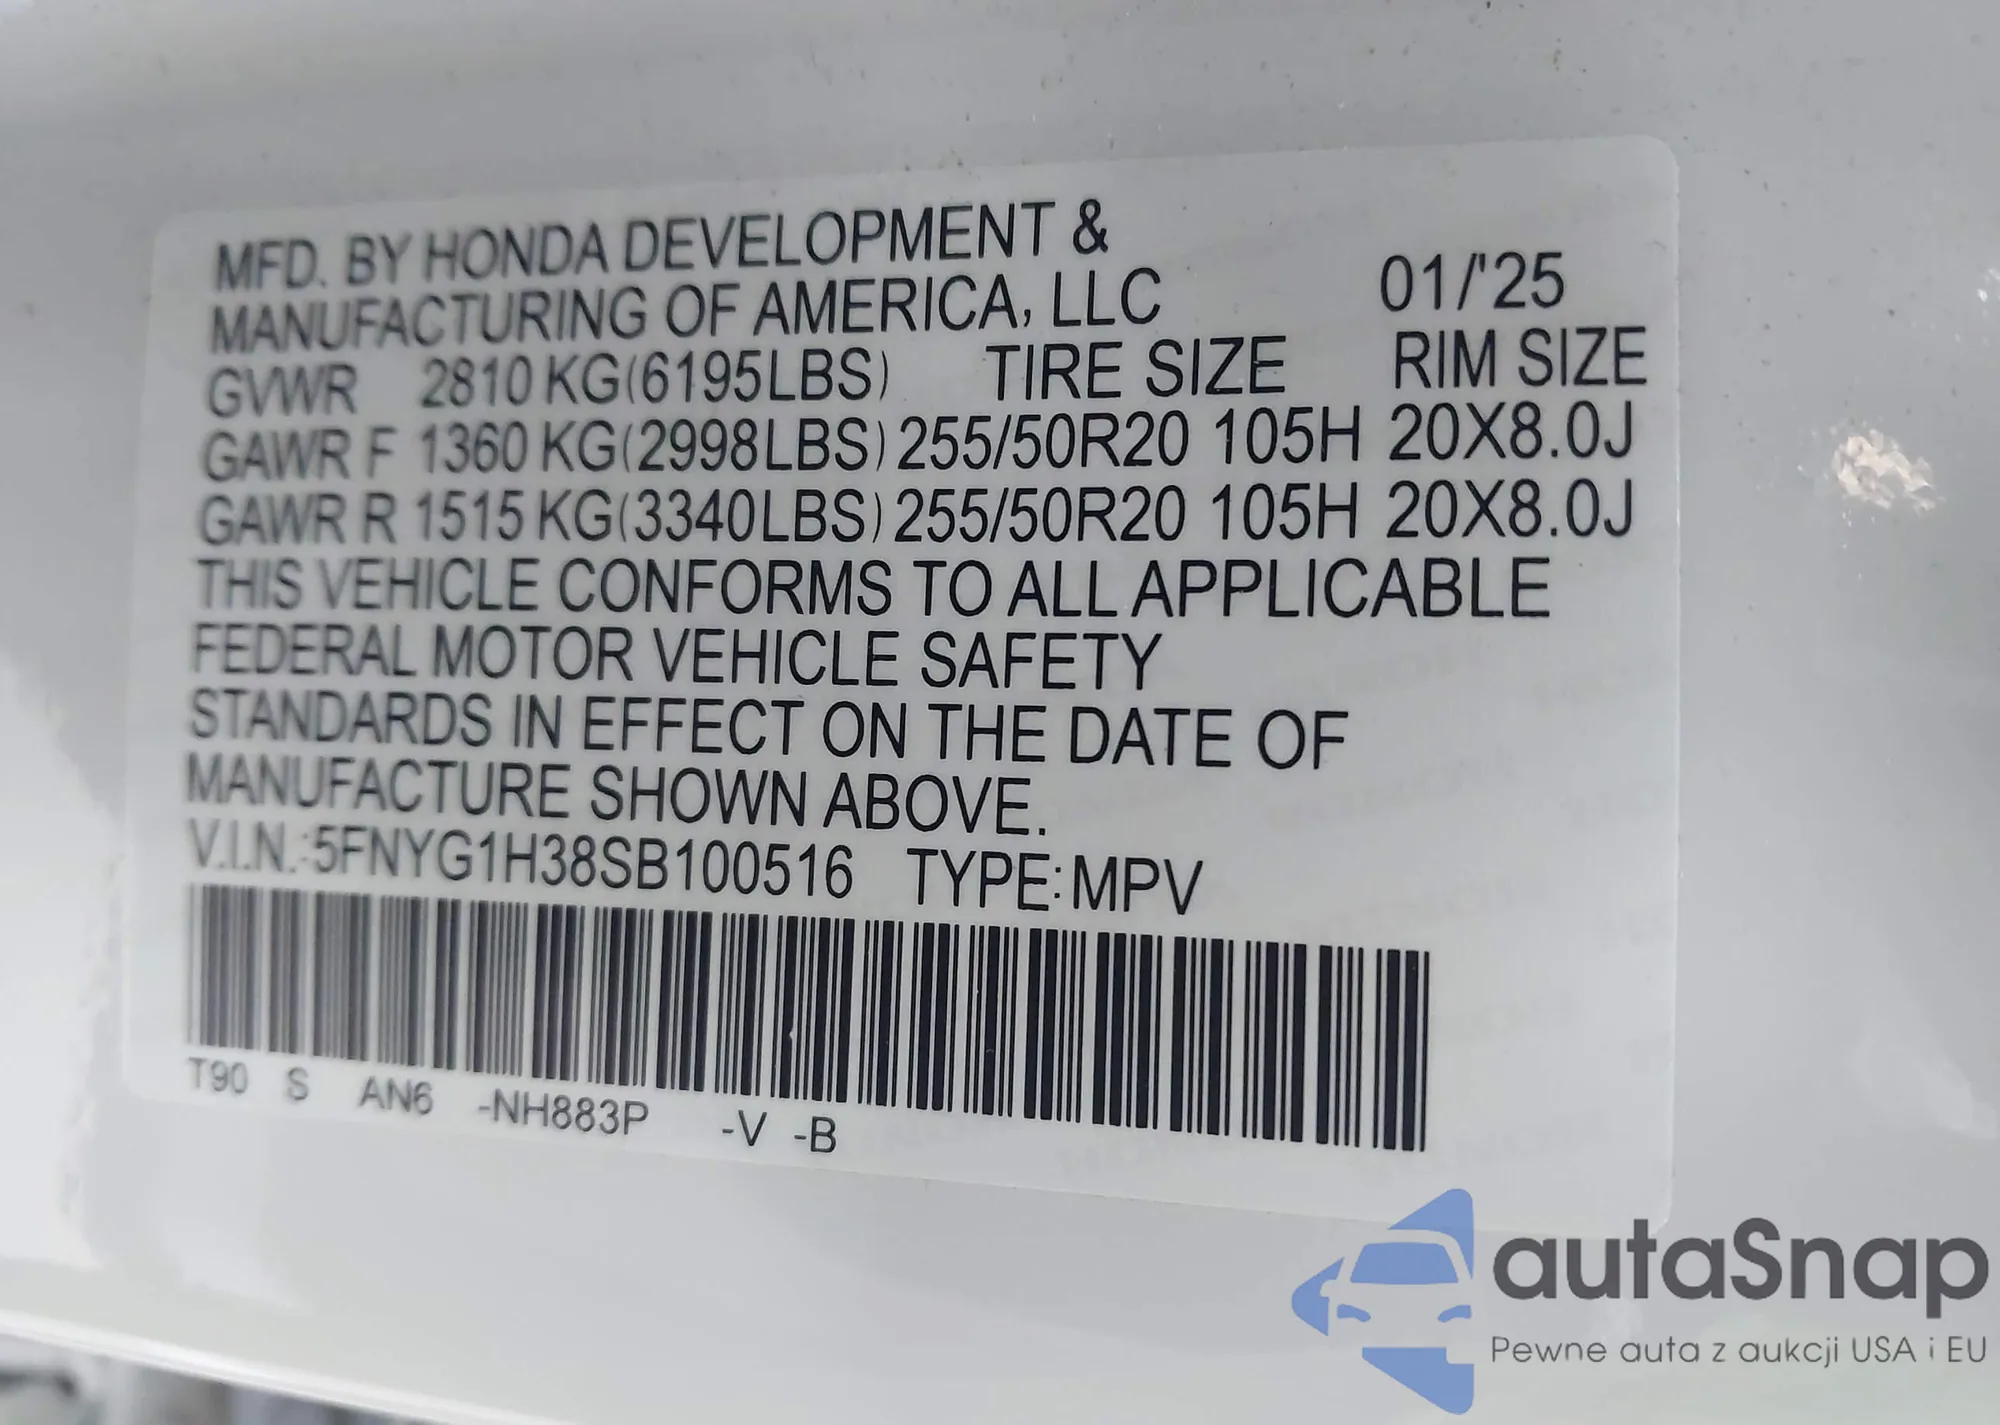 MFD. BY HONDA DEVELOPMENT &
MANUFACTURING OF AMERICA, LLC 01/'25
GVWR 2810 KG(6195LBS) TIRE SIZE RIM SIZE
GAWR F 1360 KG(2998LBS) 255/50R20 105H 20X8.0J
GAWR R 1515 KG(3340LBS) 255/50R20 105H 20X8.0J
THIS VEHICLE CONFORMS TO ALL APPLICABLE
FEDERAL MOTOR VEHICLE SAFETY
STANDARDS IN EFFECT ON THE DATE OF
MANUFACTURE SHOWN ABOVE.
V.I.N.:5FNYG1H38SB100516 TYPE:MPV
T90 S AN6 -NH883P -V -B
autaSnap
Pewne auta z aukcji USA i EU